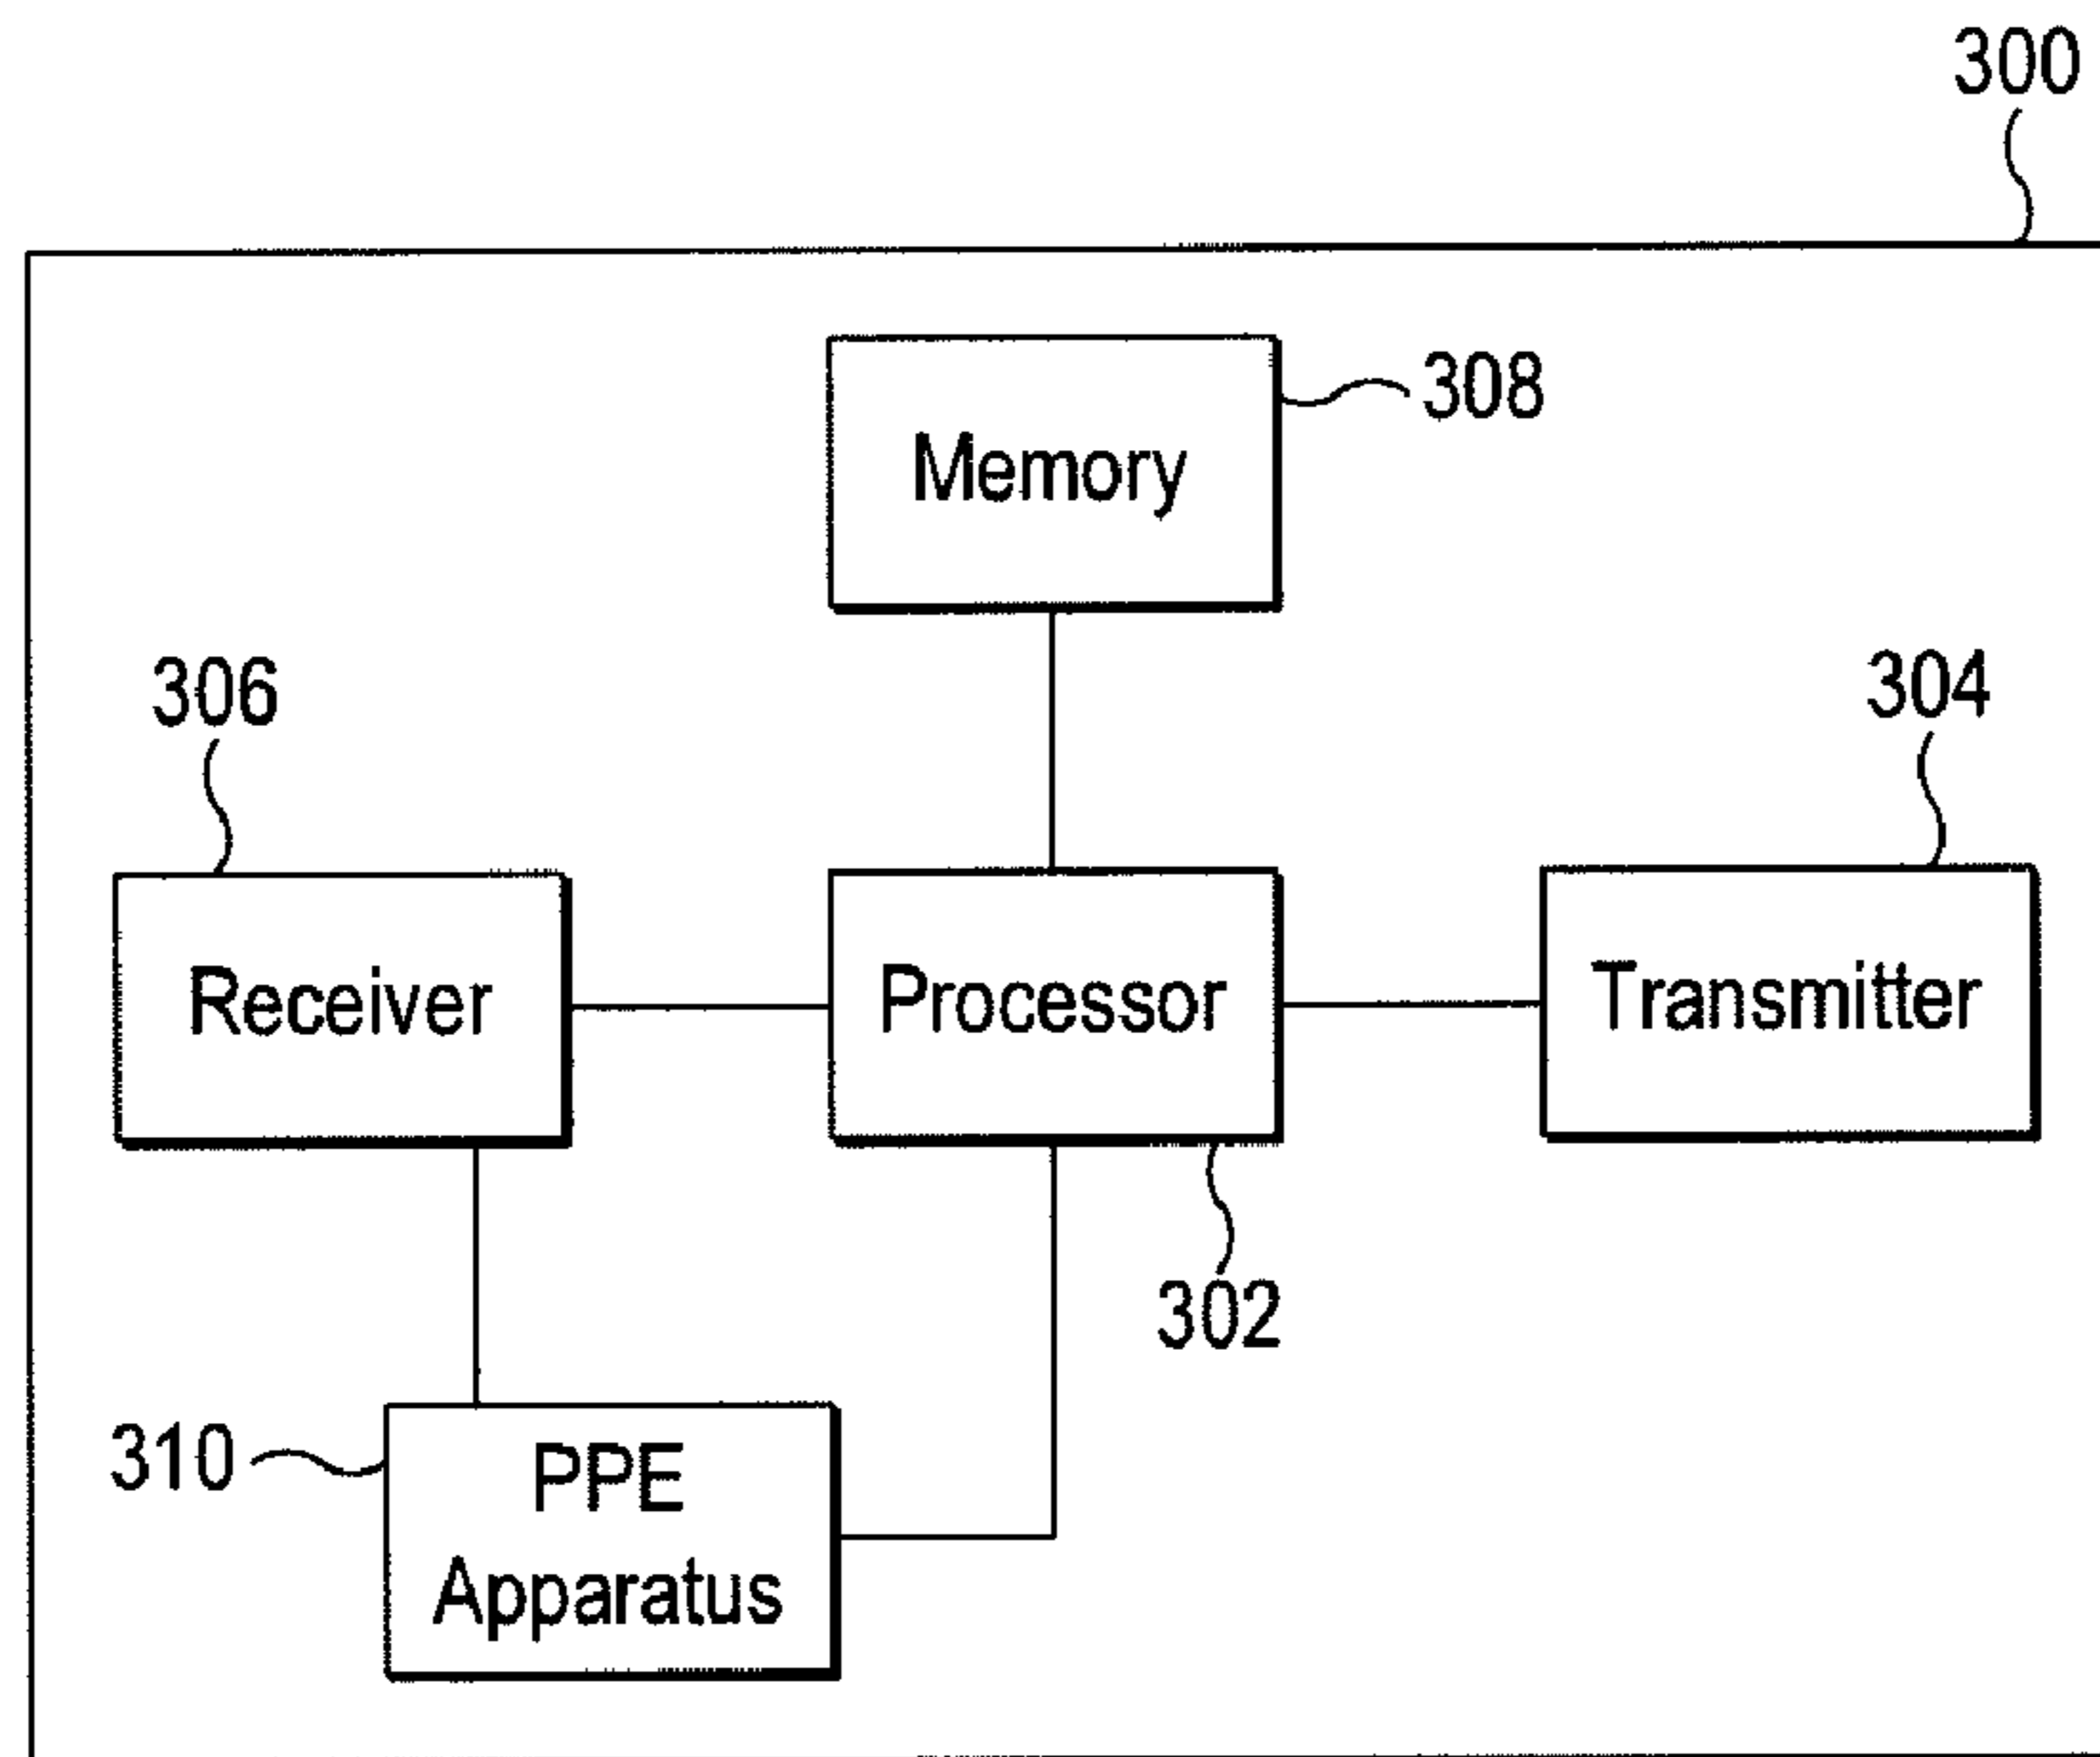 300
Memory
308
306
304
Receiver
Processor
Transmitter
302
310
PPE
Apparatus